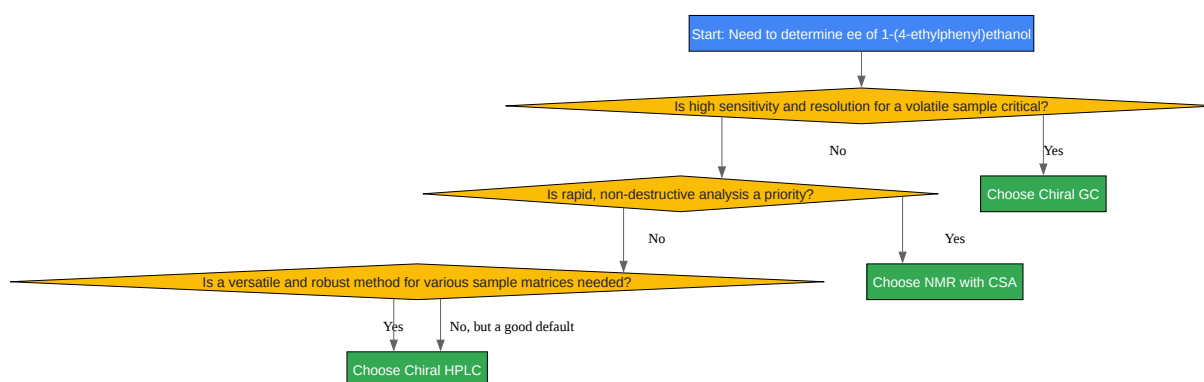 Start: Need to determine ee of 1-(4-ethylphenyl)ethanol
Is high sensitivity and resolution for a volatile sample critical?
No
Yes
Is rapid, non-destructive analysis a priority?
Choose Chiral GC
No
Yes
Is a versatile and robust method for various sample matrices needed?
Choose NMR with CSA
Yes
No, but a good default
Choose Chiral HPLC